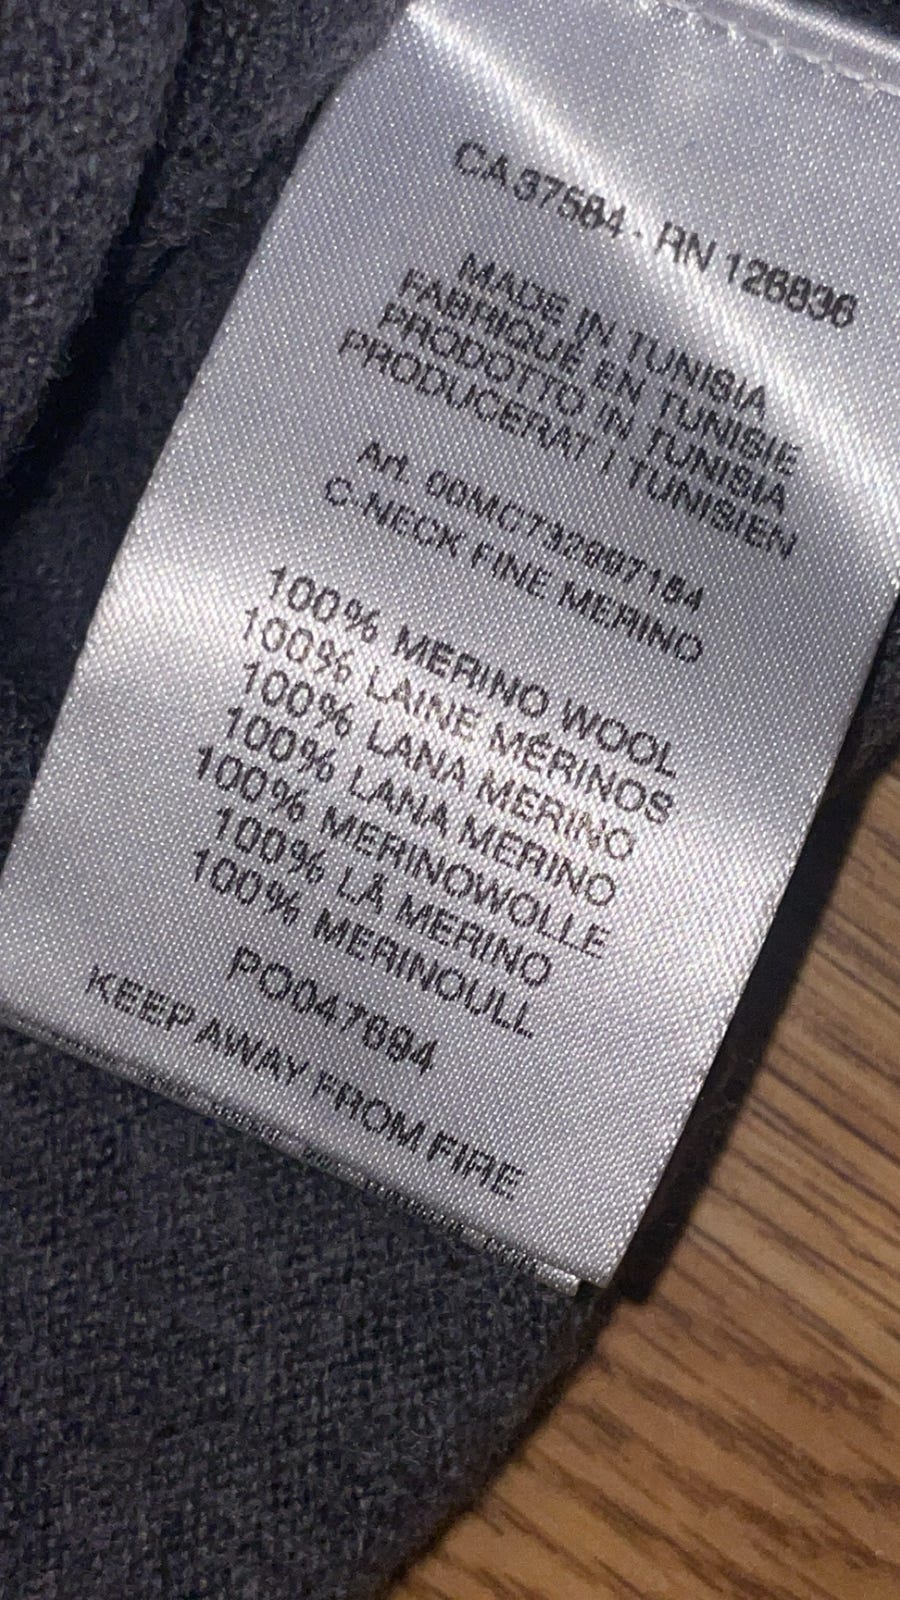 CA 37584 - RN 126836
MADE IN TUNISIA
FABRIQUÉ EN TUNISIE
PRODOTTO IN TUNISIA
PRODUCERAT I TUNISIEN
Art. 00MC7328971S4
C-NECK FINE MERINO
100% MERINO WOOL
100% LAINE MÉRINOS
100% LANA MERINO
100% LANA MERINO
100% MERINOWOLLE
100% LÃ MERINO
100% MERINOULL
PO047694
KEEP AWAY FROM FIRE